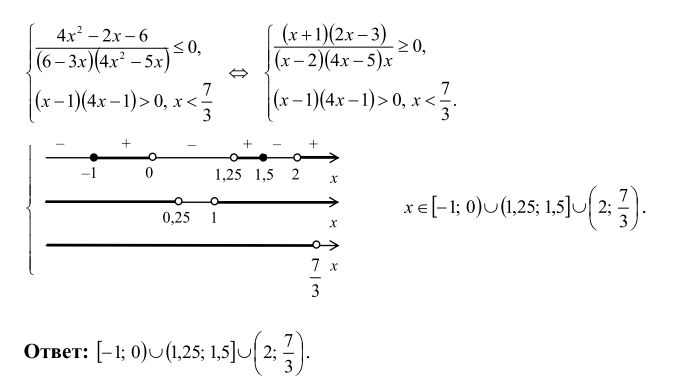 { (4x² − 2x − 6)/((6−3x)(4x² −5x)) ≤ 0, (x−1)(4x−1) > 0, x < 7/3 ⇔ { ((x+1)(2x−3))/((x−2)(4x−5)x) ≥ 0, (x−1)(4x−1) > 0, x < 7/3.
− + − + − +
−1 0 1,25 1,5 2 x
0,25 1 x
7/3 x
x ∈ [−1; 0) ∪ (1,25; 1,5] ∪ (2; 7/3).
Ответ: [−1; 0) ∪ (1,25; 1,5] ∪ (2; 7/3).